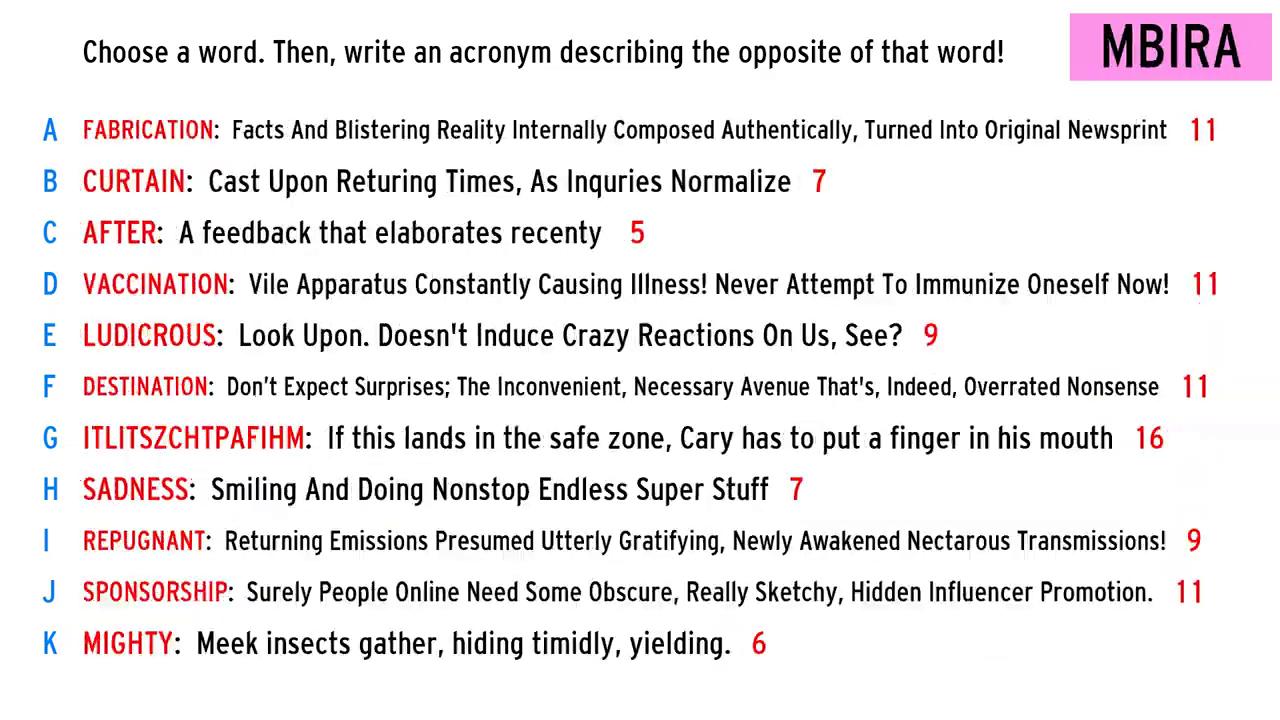 Choose a word. Then, write an acronym describing the opposite of that word!
MBIRA
A FABRICATION: Facts And Blistering Reality Internally Composed Authentically, Turned Into Original Newsprint 11
B CURTAIN: Cast Upon Returing Times, As Inquries Normalize 7
C AFTER: A feedback that elaborates recenty 5
D VACCINATION: Vile Apparatus Constantly Causing Illness! Never Attempt To Immunize Oneself Now! 11
E LUDICROUS: Look Upon. Doesn't Induce Crazy Reactions On Us, See? 9
F DESTINATION: Don't Expect Surprises; The Inconvenient, Necessary Avenue That's, Indeed, Overrated Nonsense 11
G ITLITSZCHTPAFIHM: If this lands in the safe zone, Cary has to put a finger in his mouth 16
H SADNESS: Smiling And Doing Nonstop Endless Super Stuff 7
I REPUGNANT: Returning Emissions Presumed Utterly Gratifying, Newly Awakened Nectarous Transmissions! 9
J SPONSORSHIP: Surely People Online Need Some Obscure, Really Sketchy, Hidden Influencer Promotion. 11
K MIGHTY: Meek insects gather, hiding timidly, yielding. 6